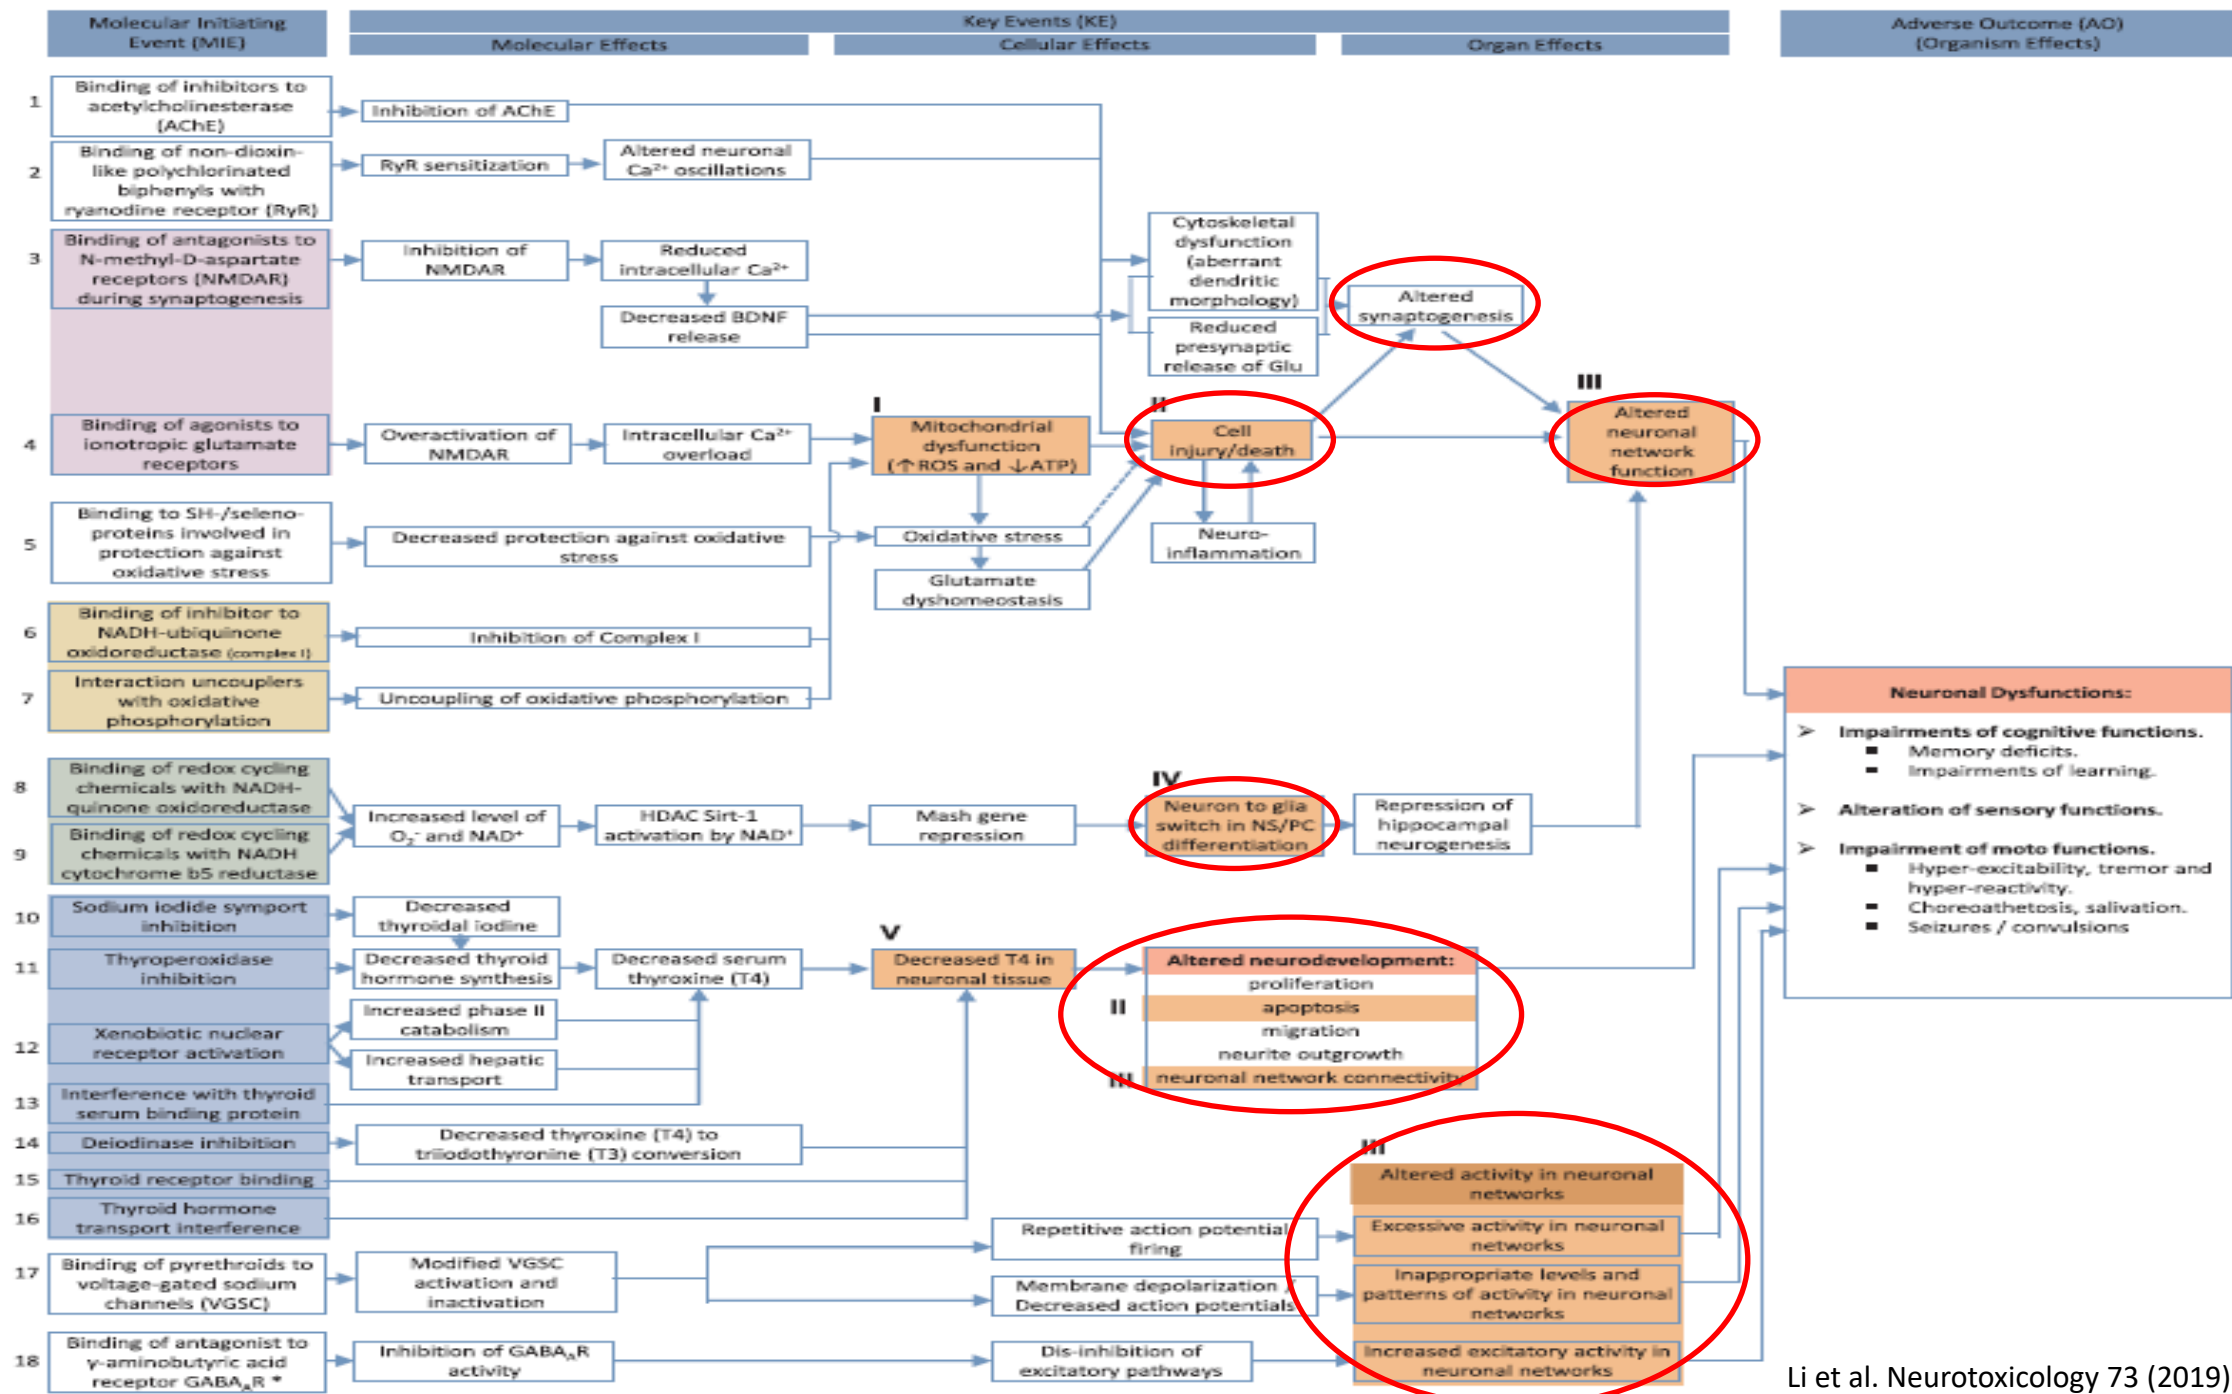 Molecular Initiating
Event (MIE)
Key Events (KE)
Molecular Effects
Cellular Effects
Organ Effects
Adverse Outcome (AO)
(Organism Effects)
1
Binding of inhibitors to
acetylcholinesterase
(AChE)
Inhibition of AChE
2
Binding of non-dioxin-
like polychlorinated
biphenyls with
ryanodine receptor (RyR)
RyR sensitization
Altered neuronal
Ca²⁺ oscillations
3
Binding of antagonists to
N-methyl-D-aspartate
receptors (NMDAR)
during synaptogenesis
Inhibition of
NMDAR
Reduced
intracellular Ca²⁺
Decreased BDNF
release
Cytoskeletal
dysfunction
(aberrant
dendritic
morphology)
Reduced
presynaptic
release of Glu
Altered
synaptogenesis
4
Binding of agonists to
ionotropic glutamate
receptors
Overactivation of
NMDAR
Intracellular Ca²⁺
overload
I
Mitochondrial
dysfunction
(↑ROS and ↓ATP)
II
Cell
injury/death
III
Altered
neuronal
network
function
5
Binding to SH-/seleno-
proteins involved in
protection against
oxidative stress
Decreased protection against oxidative
stress
Oxidative stress
Glutamate
dyshomeostasis
Neuro-
inflammation
6
Binding of inhibitor to
NADH-ubiquinone
oxidoreductase (complex I)
Inhibition of Complex I
7
Interaction uncouplers
with oxidative
phosphorylation
Uncoupling of oxidative phosphorylation
8
Binding of redox cycling
chemicals with NADH-
quinone oxidoreductase
9
Binding of redox cycling
chemicals with NADH
cytochrome b5 reductase
Increased level of
O₂⁻ and NAD⁺
HDAC Sirt-1
activation by NAD⁺
Mash gene
repression
IV
Neuron to glia
switch in NS/PC
differentiation
Repression of
hippocampal
neurogenesis
10
Sodium iodide symport
inhibition
Decreased
thyroidal iodine
11
Thyroperoxidase
inhibition
Decreased thyroid
hormone synthesis
Decreased serum
thyroxine (T4)
V
Decreased T4 in
neuronal tissue
Altered neurodevelopment:
proliferation
II
apoptosis
migration
neurite outgrowth
III
neuronal network connectivity
12
Xenobiotic nuclear
receptor activation
Increased phase II
catabolism
Increased hepatic
transport
13
Interference with thyroid
serum binding protein
14
Deiodinase inhibition
Decreased thyroxine (T4) to
triiodothyronine (T3) conversion
15
Thyroid receptor binding
16
Thyroid hormone
transport interference
17
Binding of pyrethroids to
voltage-gated sodium
channels (VGSC)
Modified VGSC
activation and
inactivation
Repetitive action potential
firing
Membrane depolarization /
Decreased action potentials
III
Altered activity in neuronal
networks
Excessive activity in neuronal
networks
Inappropriate levels and
patterns of activity in neuronal
networks
18
Binding of antagonist to
γ-aminobutyric acid
receptor GABAₐR *
Inhibition of GABAₐR
activity
Dis-inhibition of
excitatory pathways
Increased excitatory activity in
neuronal networks
Neuronal Dysfunctions:
➢ Impairments of cognitive functions.
▪ Memory deficits.
▪ Impairments of learning.
➢ Alteration of sensory functions.
➢ Impairment of moto functions.
▪ Hyper-excitability, tremor and
hyper-reactivity.
▪ Choreoathetosis, salivation.
▪ Seizures / convulsions
Li et al. Neurotoxicology 73 (2019)